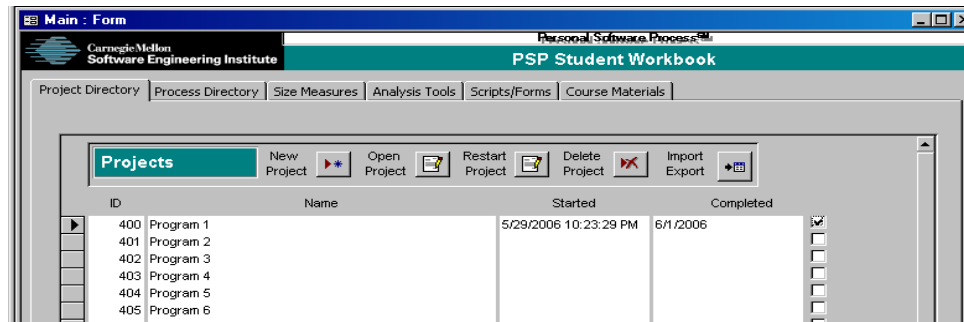 Main : Form
Personal Software Process℠
CarnegieMellon
Software Engineering Institute
PSP Student Workbook
Project Directory Process Directory Size Measures Analysis Tools Scripts/Forms Course Materials
Projects
New Project
Open Project
Restart Project
Delete Project
Import Export
ID Name Started Completed
400 Program 1 5/29/2006 10:23:29 PM 6/1/2006
401 Program 2
402 Program 3
403 Program 4
404 Program 5
405 Program 6